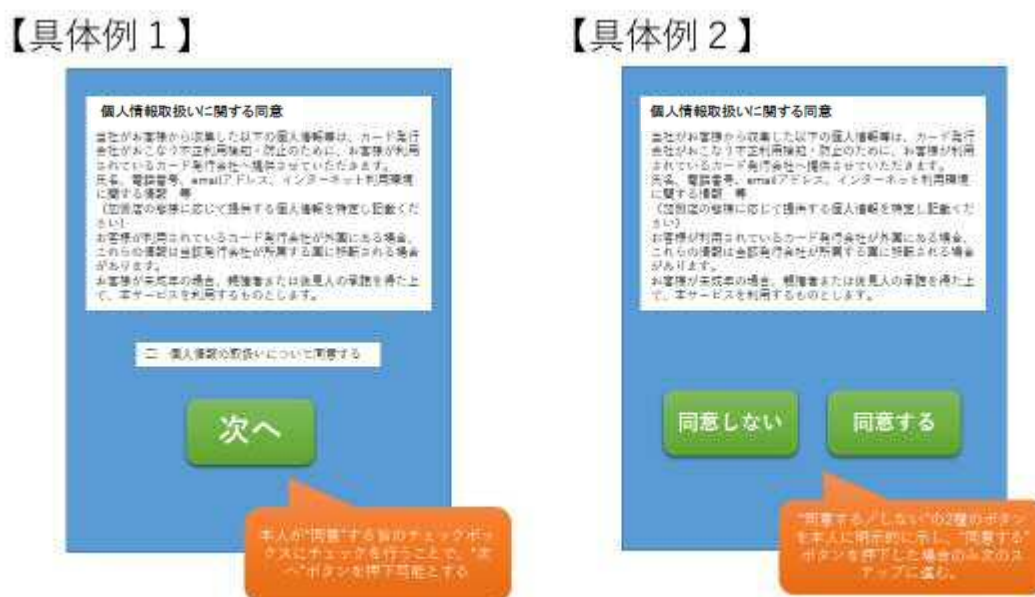 【具体例1】
個人情報取扱いに関する同意
当社がお客様から収集した以下の個人情報等は、カード発行
会社がおこなう不正利用検知・防止のために、お客様が利用
されているカード発行会社へ提供させていただきます。
氏名、電話番号、emailアドレス、インターネット利用環境
に関する情報 等
(加盟店の皆様に応じて提供する個人情報を特定し記載くだ
さい)
お客様が利用されているカード発行会社が外国にある場合、
これらの情報は当該発行会社が所属する国に移転される場合
があります。
お客様が未成年の場合、親権者または後見人の承諾を得た上
で、本サービスを利用するものとします。
□ 個人情報の取扱いについて同意する
次へ
本人が"同意"する旨のチェックボッ
クスにチェックを行うことで、"次
へ"ボタンを押下可能とする
【具体例2】
個人情報取扱いに関する同意
当社がお客様から収集した以下の個人情報等は、カード発行
会社がおこなう不正利用検知・防止のために、お客様が利用
されているカード発行会社へ提供させていただきます。
氏名、電話番号、emailアドレス、インターネット利用環境
に関する情報 等
(加盟店の皆様に応じて提供する個人情報を特定し記載くだ
さい)
お客様が利用されているカード発行会社が外国にある場合、
これらの情報は当該発行会社が所属する国に移転される場合
があります。
お客様が未成年の場合、親権者または後見人の承諾を得た上
で、本サービスを利用するものとします。
同意しない
同意する
"同意する/しない"の2種のボタン
を本人に明示的に示し、"同意する"
ボタンを押下した場合のみ次のス
テップに進む。